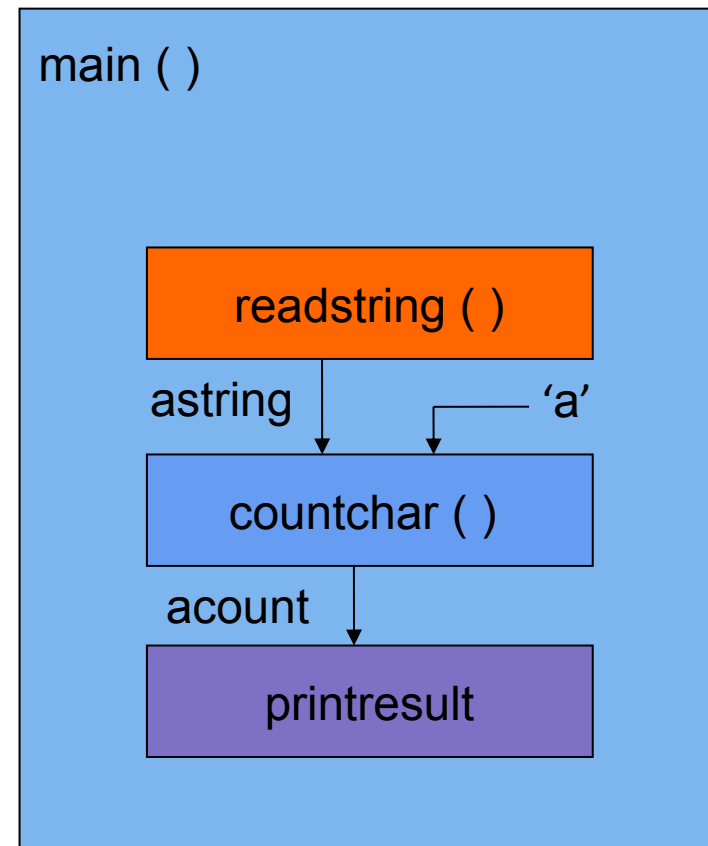 main ( )
readstring ( )
astring
‘a’
countchar ( )
acount
printresult